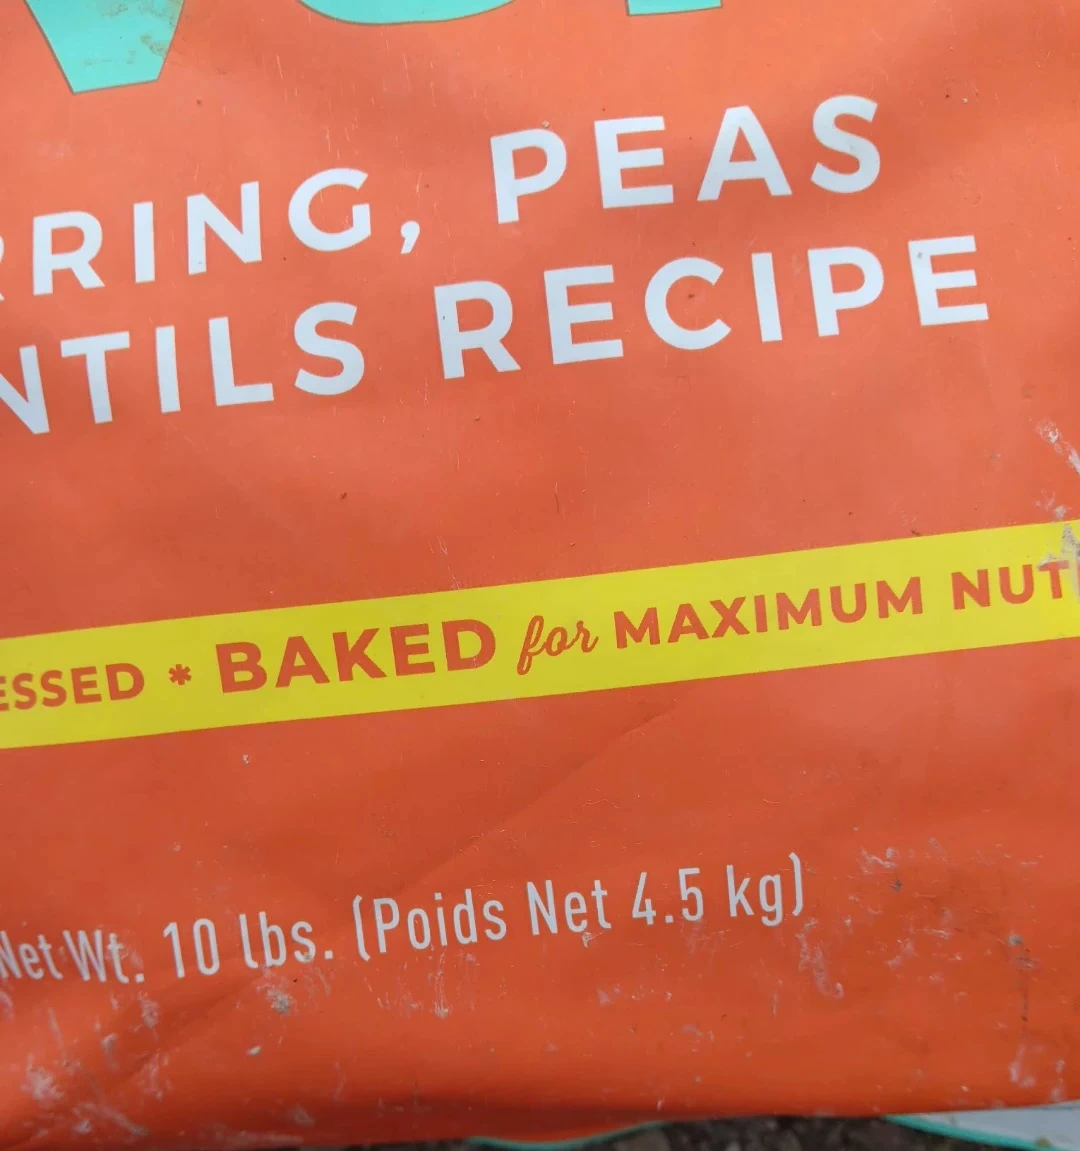 RRING, PEAS
NTILS RECIPE
ESSED * BAKED for MAXIMUM NUT
Net Wt. 10 lbs. (Poids Net 4.5 kg)